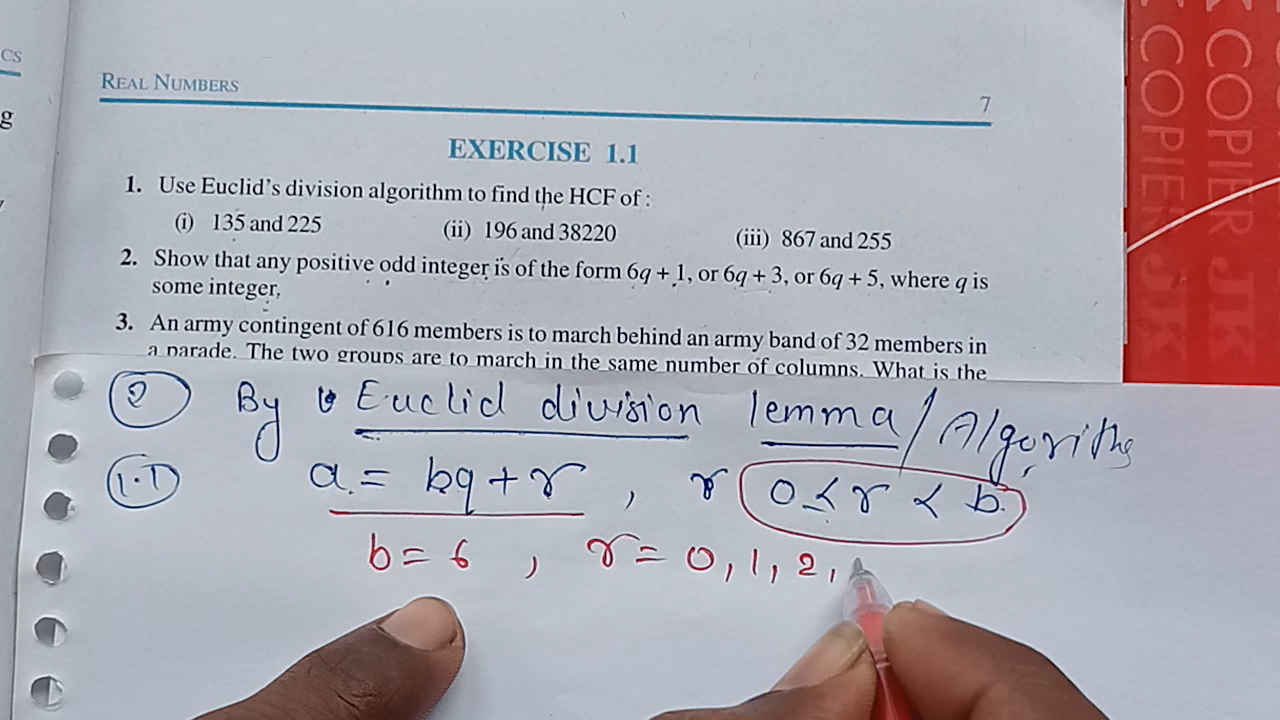 CS
g
REAL NUMBERS
7
EXERCISE 1.1
1. Use Euclid's division algorithm to find the HCF of :
(i) 135 and 225 (ii) 196 and 38220 (iii) 867 and 255
2. Show that any positive odd integer is of the form 6q + 1, or 6q + 3, or 6q + 5, where q is
some integer.
3. An army contingent of 616 members is to march behind an army band of 32 members in
a parade. The two groups are to march in the same number of columns. What is the
2 By Euclid division lemma / Algorithm
1.1 a = bq + r , r 0 ≤ r < b.
b = 6 , r = 0, 1, 2,
COPIER JK
COPIER JK